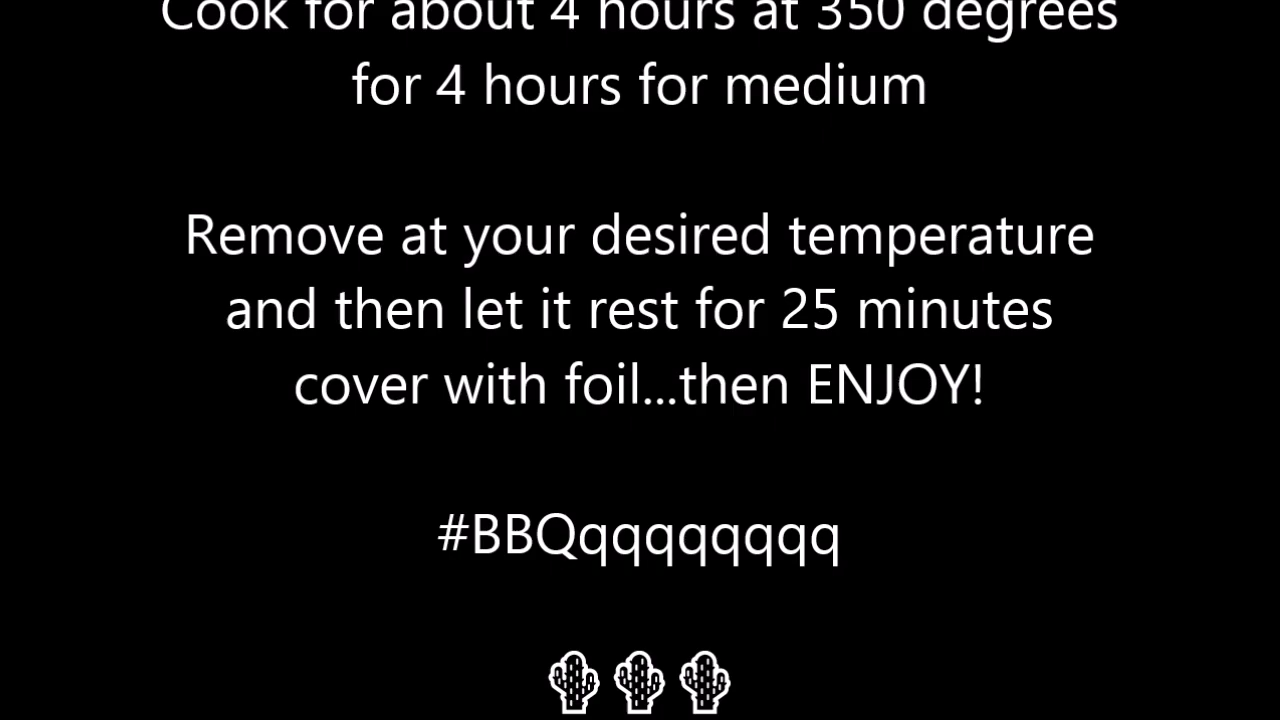 Cook for about 4 hours at 350 degrees
for 4 hours for medium
Remove at your desired temperature
and then let it rest for 25 minutes
cover with foil...then ENJOY!
#BBQqqqqqqqq
🌵🌵🌵